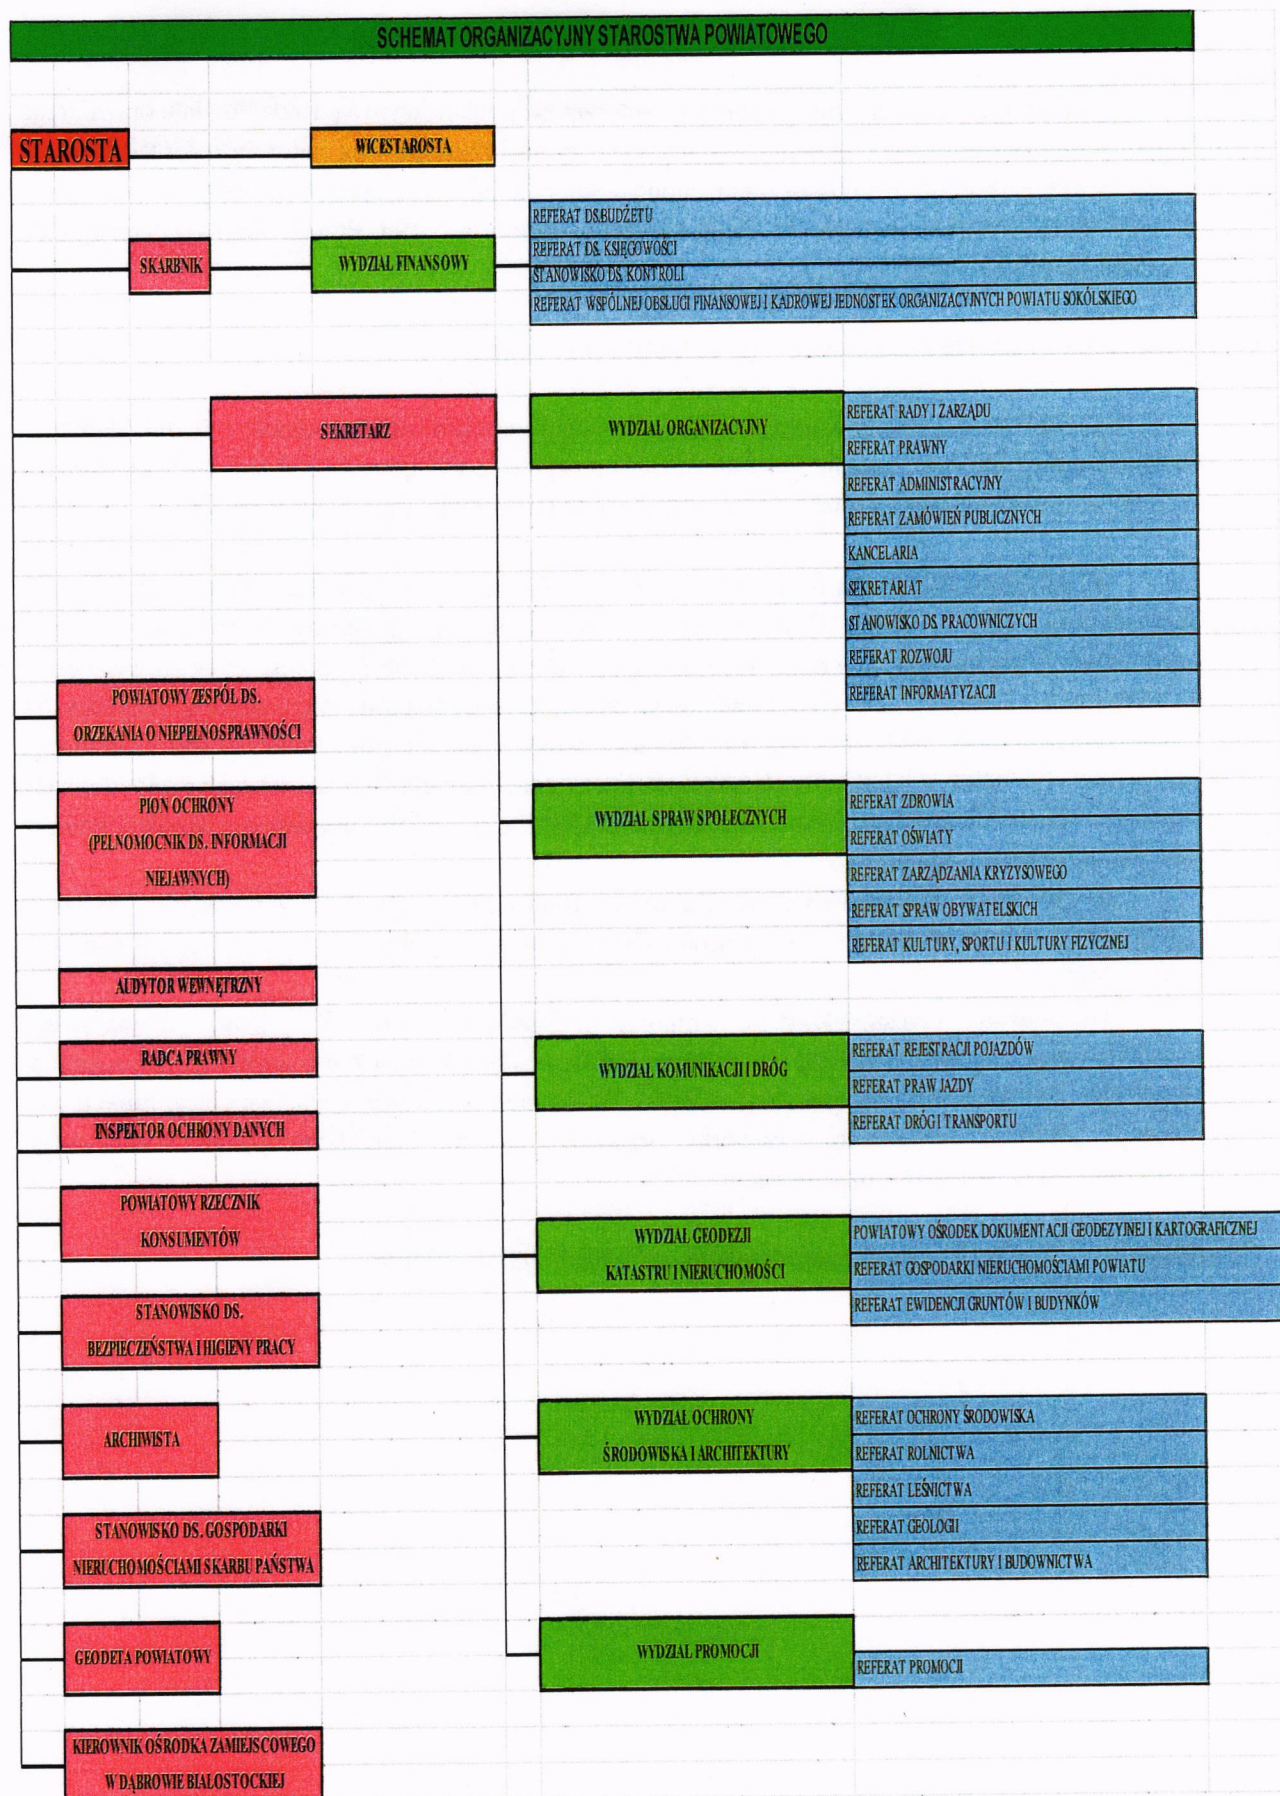 SCHEMAT ORGANIZACYJNY STAROSTWA POWIATOWEGO
STAROSTA
WICESTAROSTA
SKARBNIK
WYDZIAŁ FINANSOWY
REFERAT DS.BUDŻETU
REFERAT DS. KSIĘGOWOŚCI
STANOWISKO DS. KONTROLI
REFERAT WSPÓLNEJ OBSŁUGI FINANSOWEJ I KADROWEJ JEDNOSTEK ORGANIZACYJNYCH POWIATU SOKÓLSKIEGO
SEKRETARZ
WYDZIAŁ ORGANIZACYJNY
REFERAT RADY I ZARZĄDU
REFERAT PRAWNY
REFERAT ADMINISTRACYJNY
REFERAT ZAMÓWIEŃ PUBLICZNYCH
KANCELARIA
SEKRETARIAT
STANOWISKO DS. PRACOWNICZYCH
REFERAT ROZWOJU
REFERAT INFORMATYZACJI
POWIATOWY ZESPÓŁ DS.
ORZEKANIA O NIEPEŁNOSPRAWNOŚCI
PION OCHRONY
(PEŁNOMOCNIK DS. INFORMACJI
NIEJAWNYCH)
WYDZIAŁ SPRAW SPOŁECZNYCH
REFERAT ZDROWIA
REFERAT OŚWIATY
REFERAT ZARZĄDZANIA KRYZYSOWEGO
REFERAT SPRAW OBYWATELSKICH
REFERAT KULTURY, SPORTU I KULTURY FIZYCZNEJ
AUDYTOR WEWNĘTRZNY
RADCA PRAWNY
INSPEKTOR OCHRONY DANYCH
WYDZIAŁ KOMUNIKACJI I DRÓG
REFERAT REJESTRACJI POJAZDÓW
REFERAT PRAW JAZDY
REFERAT DRÓG I TRANSPORTU
POWIATOWY RZECZNIK
KONSUMENTÓW
WYDZIAŁ GEODEZJI
KATASTRU I NIERUCHOMOŚCI
POWIATOWY OŚRODEK DOKUMENTACJI GEODEZYJNEJ I KARTOGRAFICZNEJ
REFERAT GOSPODARKI NIERUCHOMOŚCIAMI POWIATU
REFERAT EWIDENCJI GRUNTÓW I BUDYNKÓW
STANOWISKO DS.
BEZPIECZEŃSTWA I HIGIENY PRACY
ARCHIWISTA
WYDZIAŁ OCHRONY
ŚRODOWISKA I ARCHITEKTURY
REFERAT OCHRONY ŚRODOWISKA
REFERAT ROLNICTWA
REFERAT LEŚNICTWA
REFERAT GEOLOGII
REFERAT ARCHITEKTURY I BUDOWNICTWA
STANOWISKO DS. GOSPODARKI
NIERUCHOMOŚCIAMI SKARBU PAŃSTWA
GEODETA POWIATOWY
WYDZIAŁ PROMOCJI
REFERAT PROMOCJI
KIEROWNIK OŚRODKA ZAMIEJSCOWEGO
W DĄBROWIE BIAŁOSTOCKIEJ